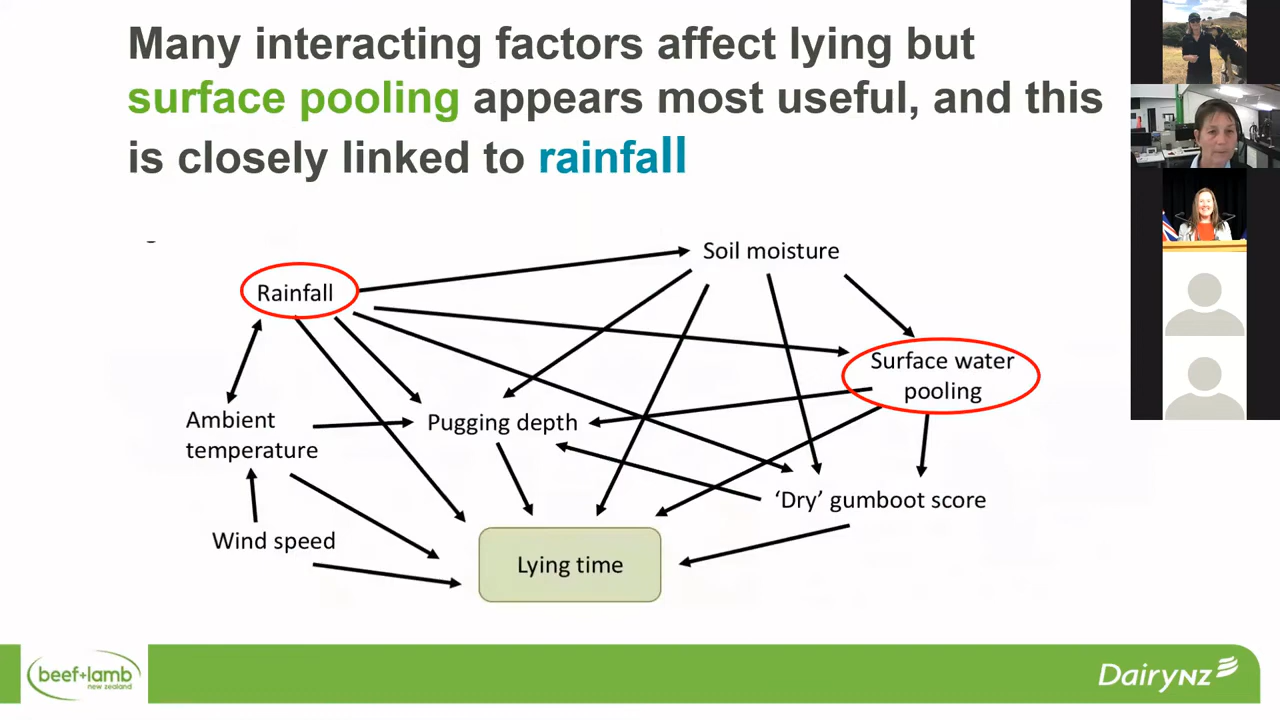 Many interacting factors affect lying but
surface pooling appears most useful, and this
is closely linked to rainfall
Soil moisture
Rainfall
Surface water
pooling
Ambient
temperature
Pugging depth
‘Dry’ gumboot score
Wind speed
Lying time
beef+lamb
new zealand
DairyNZ